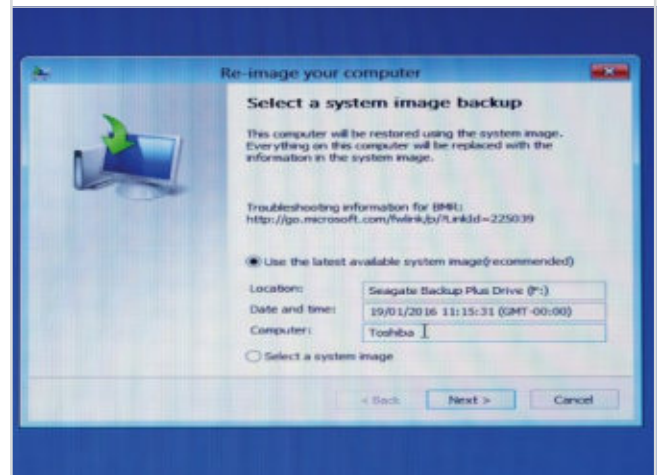 Re-image your computer
Select a system image backup
This computer will be restored using the system image.
Everything on this computer will be replaced with the
information in the system image.
Troubleshooting information for BMR:
http://go.microsoft.com/fwlink/p/?LinkId=225039
Use the latest available system image(recommended)
Location: Seagate Backup Plus Drive (F:)
Date and time: 19/01/2016 11:15:31 (GMT-00:00)
Computer: Toshiba
Select a system image
< Back Next > Cancel